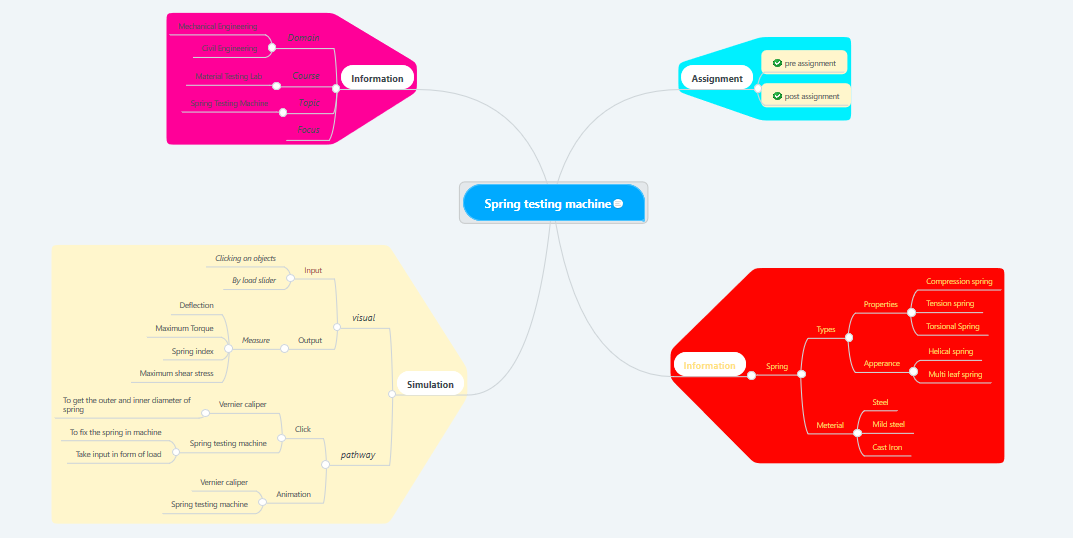 Mechanical Engineering
Civil Engineering
Domain
Material Testing Lab
Course
Spring Testing Machine
Topic
Focus
Information
Assignment
pre assignment
post assignment
Spring testing machine
Clicking on objects
By load slider
Input
Deflection
Maximum Torque
Spring index
Maximum shear stress
Measure
Output
visual
Simulation
To get the outer and inner diameter of
spring
Vernier caliper
To fix the spring in machine
Take input in form of load
Spring testing machine
Click
Vernier caliper
Spring testing machine
Animation
pathway
Information
Spring
Types
Properties
Compression spring
Tension spring
Torsional Spring
Apperance
Helical spring
Multi leaf spring
Meterial
Steel
Mild steel
Cast Iron